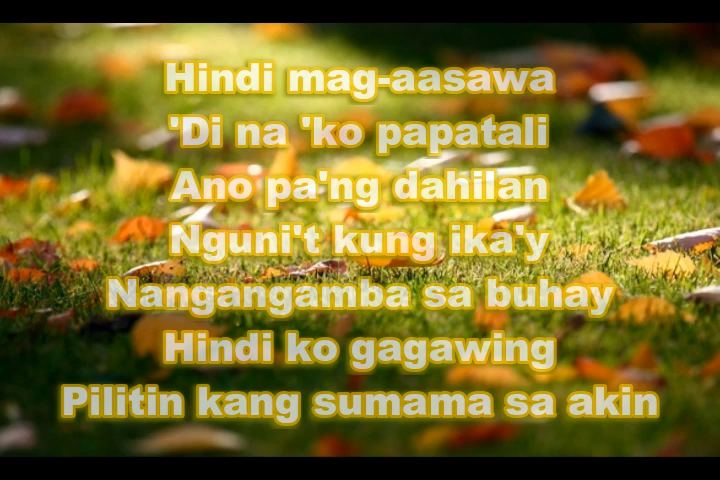 Hindi mag-aasawa
'Di na 'ko papatali
Ano pa'ng dahilan
Nguni't kung ika'y
Nangangamba sa buhay
Hindi ko gagawing
Pilitin kang sumama sa akin